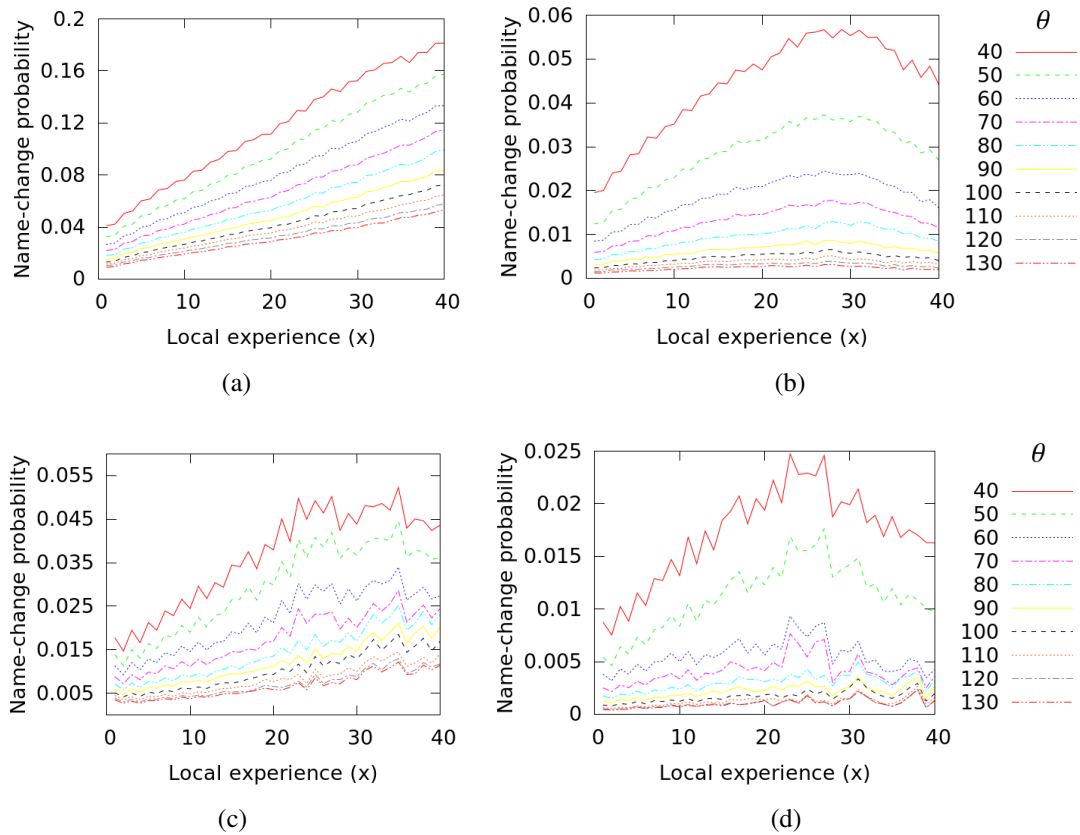 0.2
0.16
0.12
0.08
0.04
0
0 10 20 30 40
Name-change probability
Local experience (x)
(a)
0.06
0.05
0.04
0.03
0.02
0.01
0
0 10 20 30 40
Name-change probability
Local experience (x)
(b)
θ
40
50
60
70
80
90
100
110
120
130
0.055
0.045
0.035
0.025
0.015
0.005
0 10 20 30 40
Name-change probability
Local experience (x)
(c)
0.025
0.02
0.015
0.01
0.005
0
0 10 20 30 40
Name-change probability
Local experience (x)
(d)
θ
40
50
60
70
80
90
100
110
120
130